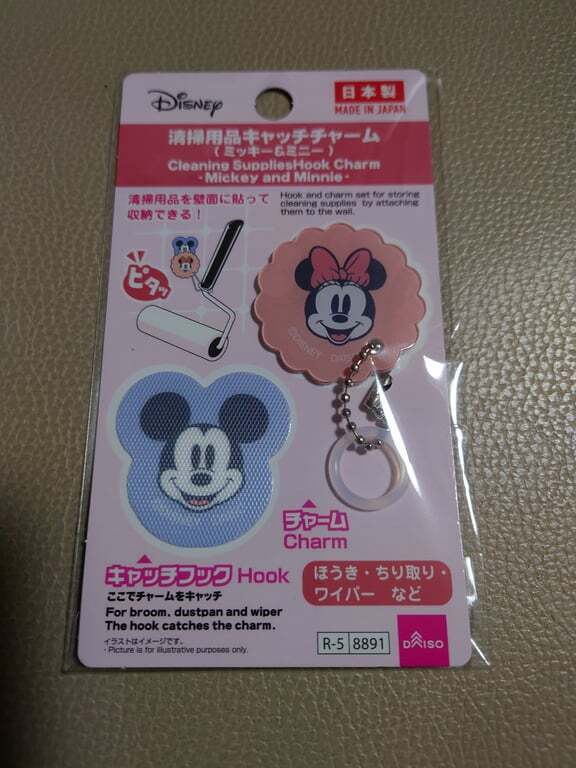 Disney
日本製
MADE IN JAPAN
清掃用品キャッチチャーム
(ミッキー&ミニー)
Cleaning SuppliesHook Charm
-Mickey and Minnie-
清掃用品を壁面に貼って
収納できる!
Hook and charm set for storing
cleaning supplies by attaching
them to the wall.
ピタッ
©DISNEY
チャーム
Charm
キャッチフック Hook
ここでチャームをキャッチ
For broom, dustpan and wiper
The hook catches the charm.
イラストはイメージです。
・Picture is for illustrative purposes only.
ほうき・ちり取り・
ワイパー など
R-5 8891
DAISO